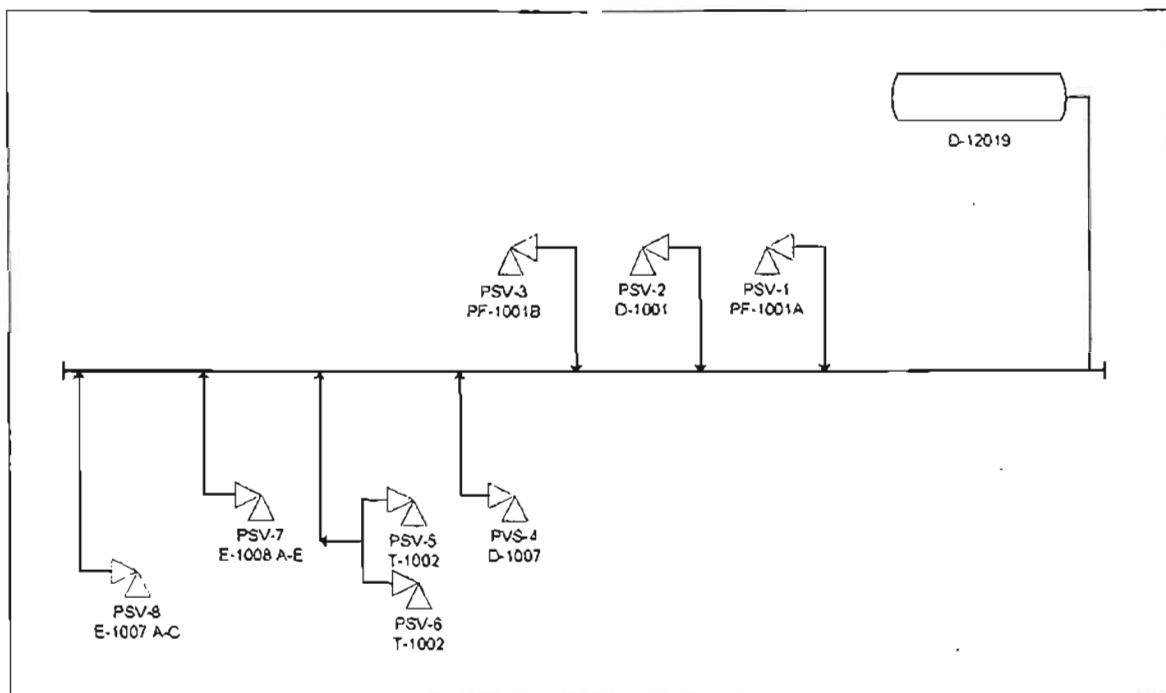 D-12019
PSV-3
PF-1001B
PSV-2
D-1001
PSV-1
PF-1001A
PSV-7
E-1008 A-E
PSV-5
T-1002
PVS-4
D-1007
PSV-8
E-1007 A-C
PSV-6
T-1002